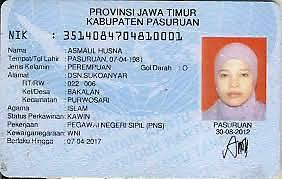 PROVINSI JAWA TIMUR
KABUPATEN PASURUAN
NIK : 3514084704810001
Nama : ASMAUL HUSNA
Tempat/Tgl Lahir : PASURUAN, 07-04-1981
Jenis Kelamin : PEREMPUAN Gol Darah : O
Alamat : DSN.SUKOANYAR
RT/RW : 022 / 006
Kel/Desa : BAKALAN
Kecamatan : PURWOSARI
Agama : ISLAM
Status Perkawinan : KAWIN
Pekerjaan : PEGAWAI NEGERI SIPIL (PNS)
Kewarganegaraan : WNI
Berlaku Hingga : 07-04-2017
PASURUAN
30-08-2012